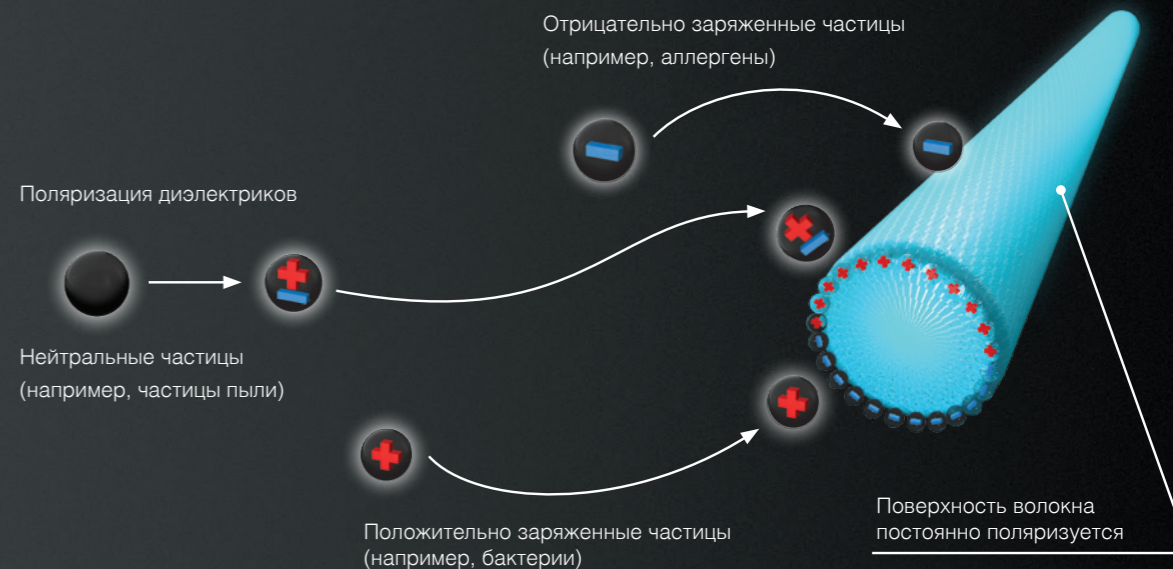 Отрицательно заряженные частицы
(например, аллергены)
Поляризация диэлектриков
Нейтральные частицы
(например, частицы пыли)
Положительно заряженные частицы
(например, бактерии)
Поверхность волокна
постоянно поляризуется